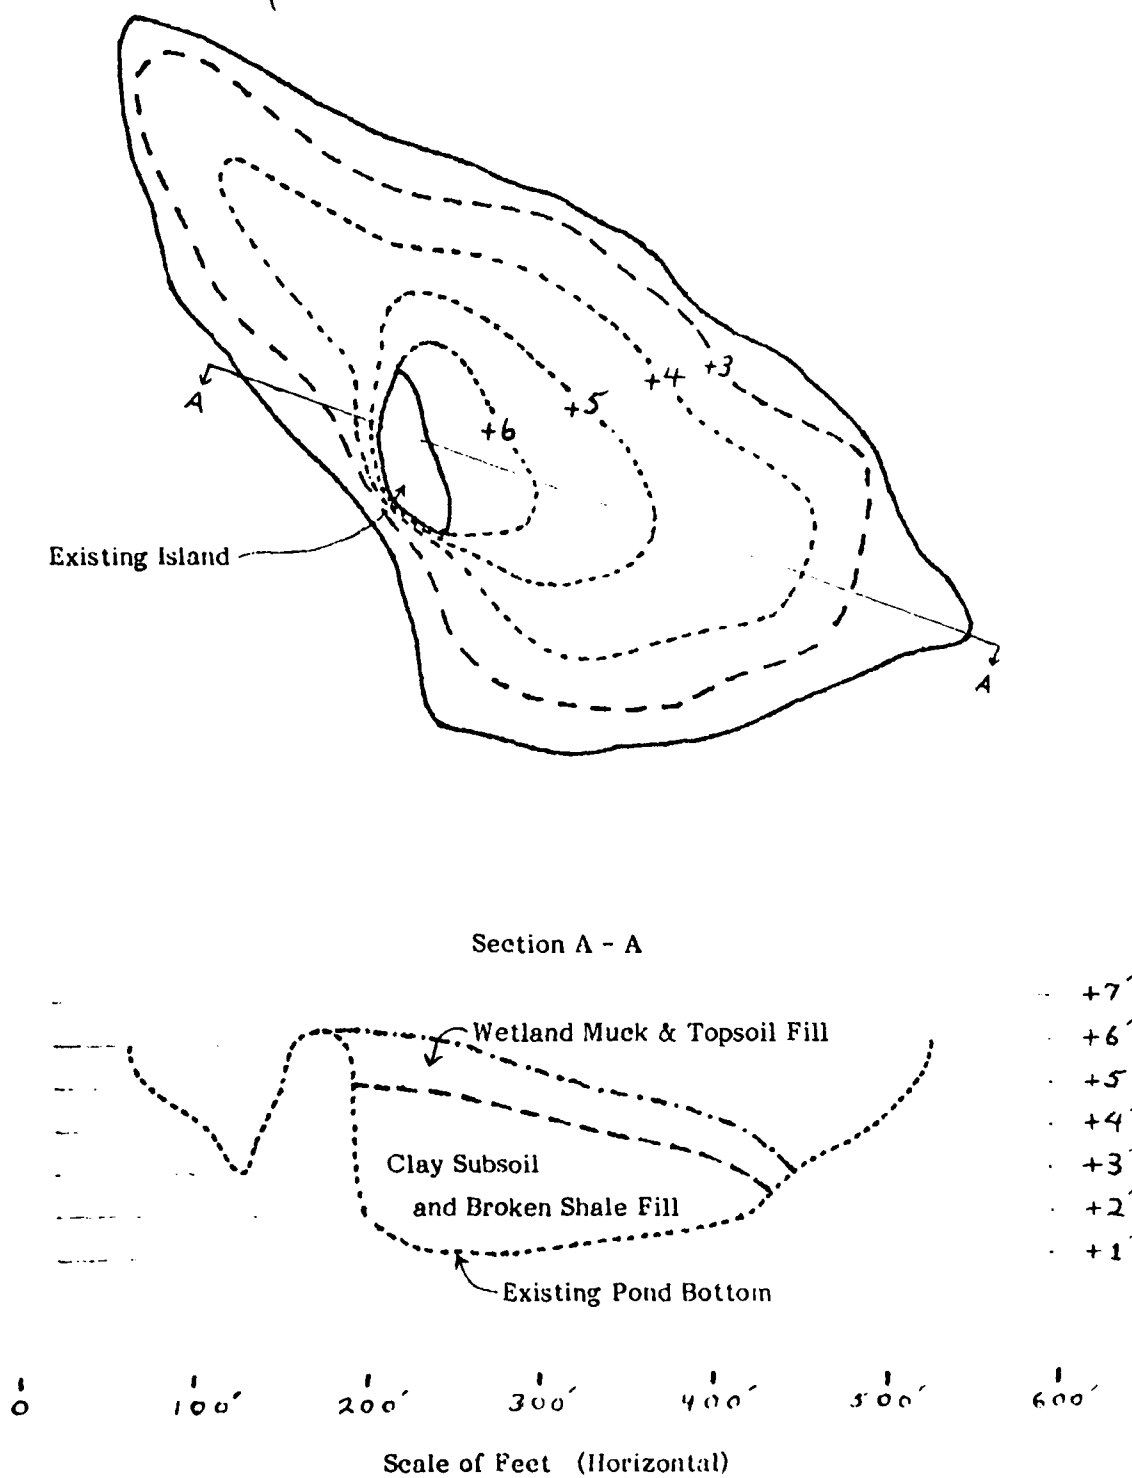 +3
+4
+5
+6
A
Existing Island
A
Section A - A
+7'
Wetland Muck & Topsoil Fill
+6'
+5
+4
Clay Subsoil
+3
and Broken Shale Fill
+2
+1
Existing Pond Bottom
0 100' 200' 300' 400' 500' 600'
Scale of Feet (Horizontal)